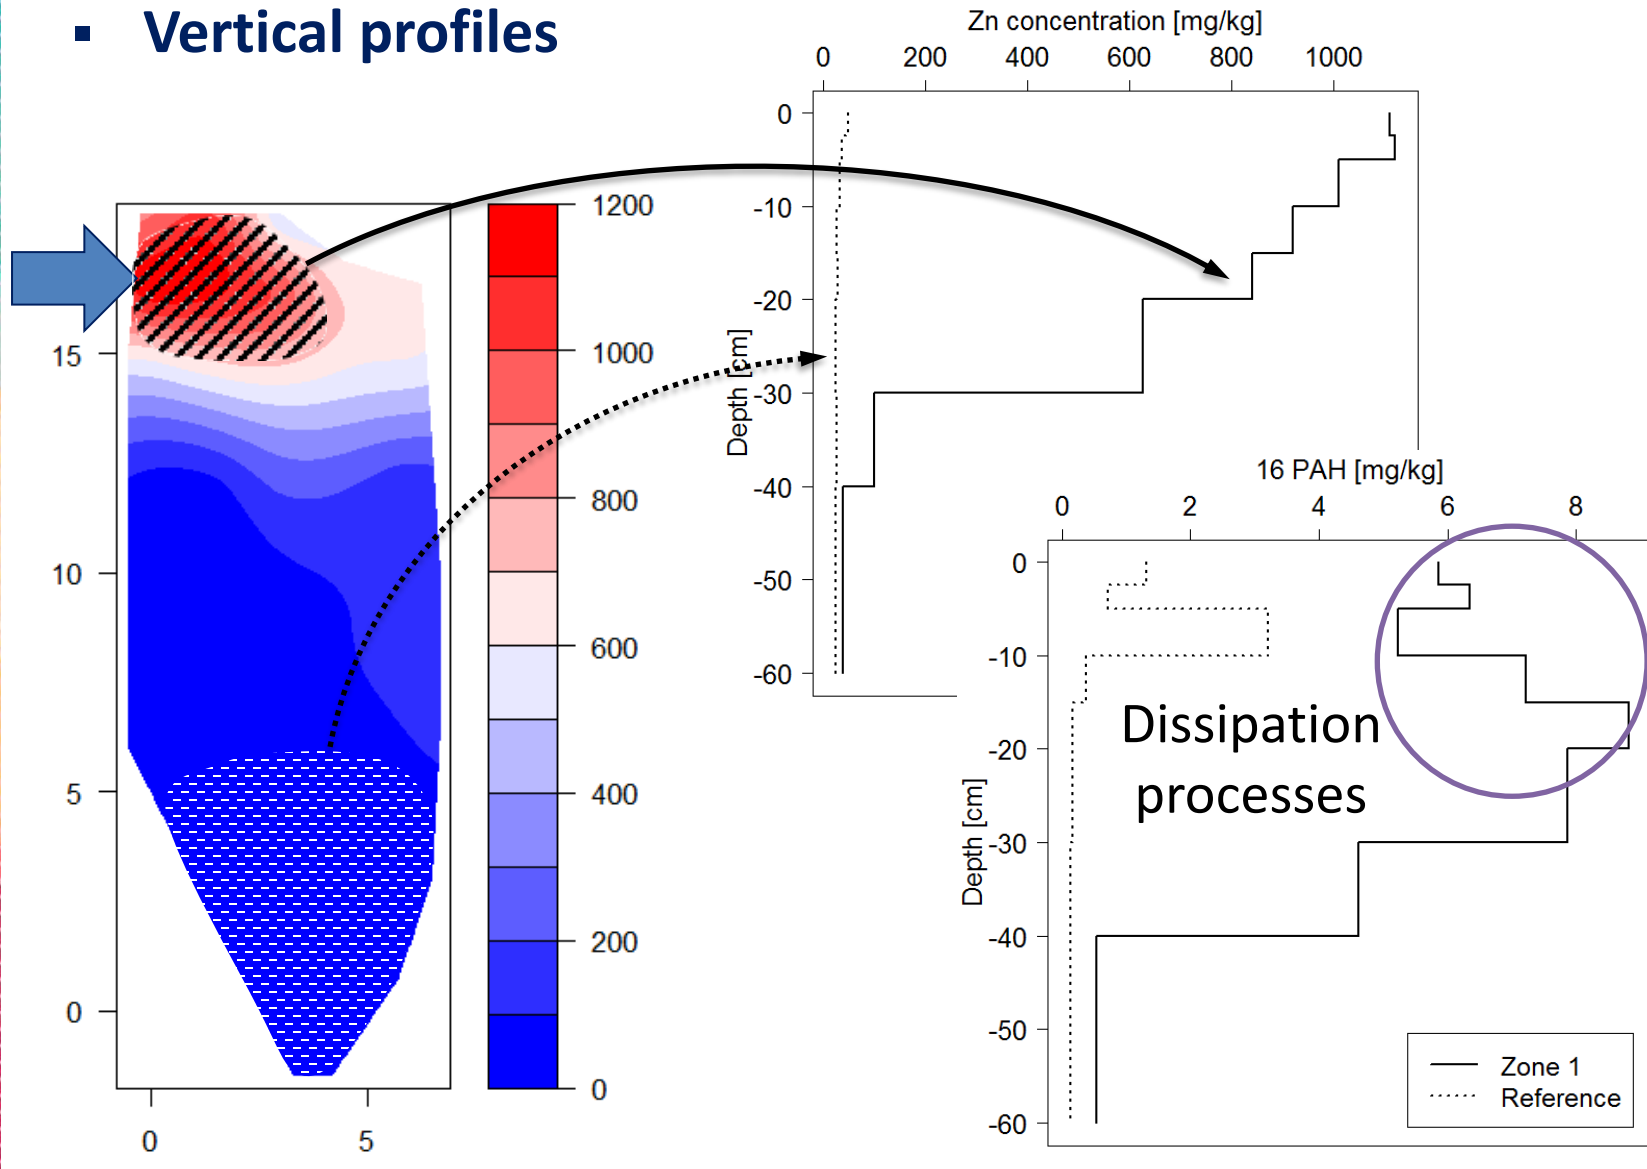 ▪ Vertical profiles
Zn concentration [mg/kg]
0 200 400 600 800 1000
0
-10
-20
-30
-40
-50
-60
Depth [cm]
15
10
5
0
0 5
1200
1000
800
600
400
200
0
16 PAH [mg/kg]
0 2 4 6 8
0
-10
-20
-30
-40
-50
-60
Depth [cm]
Dissipation
processes
Zone 1
Reference